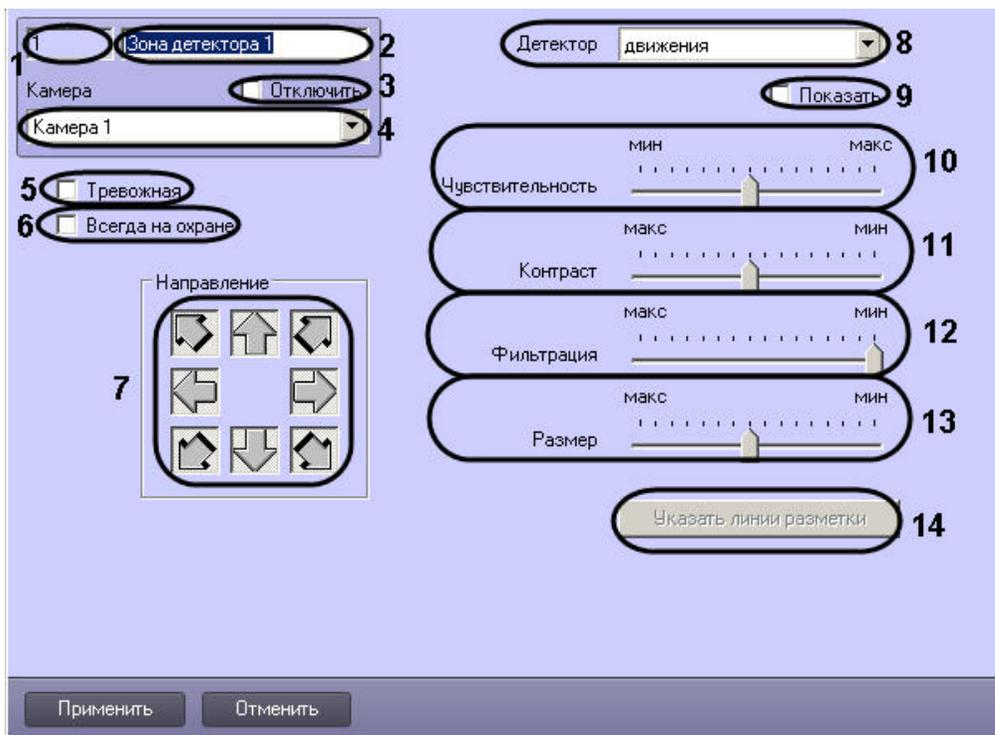 1 Зона детектора 1 2
1
Камера Отключить 3
Камера 1 4
5 Тревожная
6 Всегда на охране
Направление
7
Детектор движения 8
Показать 9
мин макс
Чувствительность 10
макс мин
Контраст 11
макс мин
Фильтрация 12
макс мин
Размер 13
Указать линии разметки 14
Применить Отменить